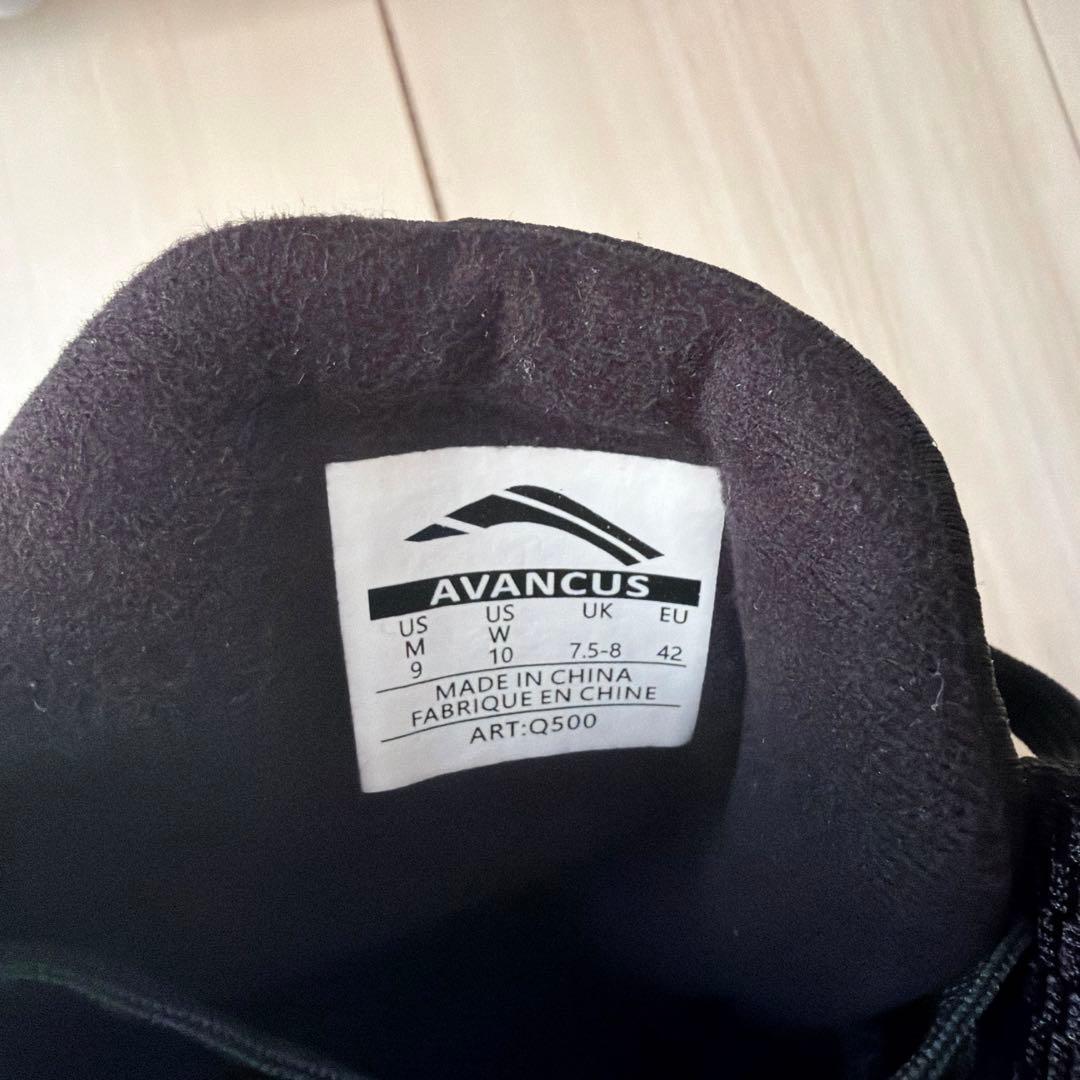 AVANCUS
US US UK EU
M W
9 10 7.5-8 42
MADE IN CHINA
FABRIQUE EN CHINE
ART:Q500